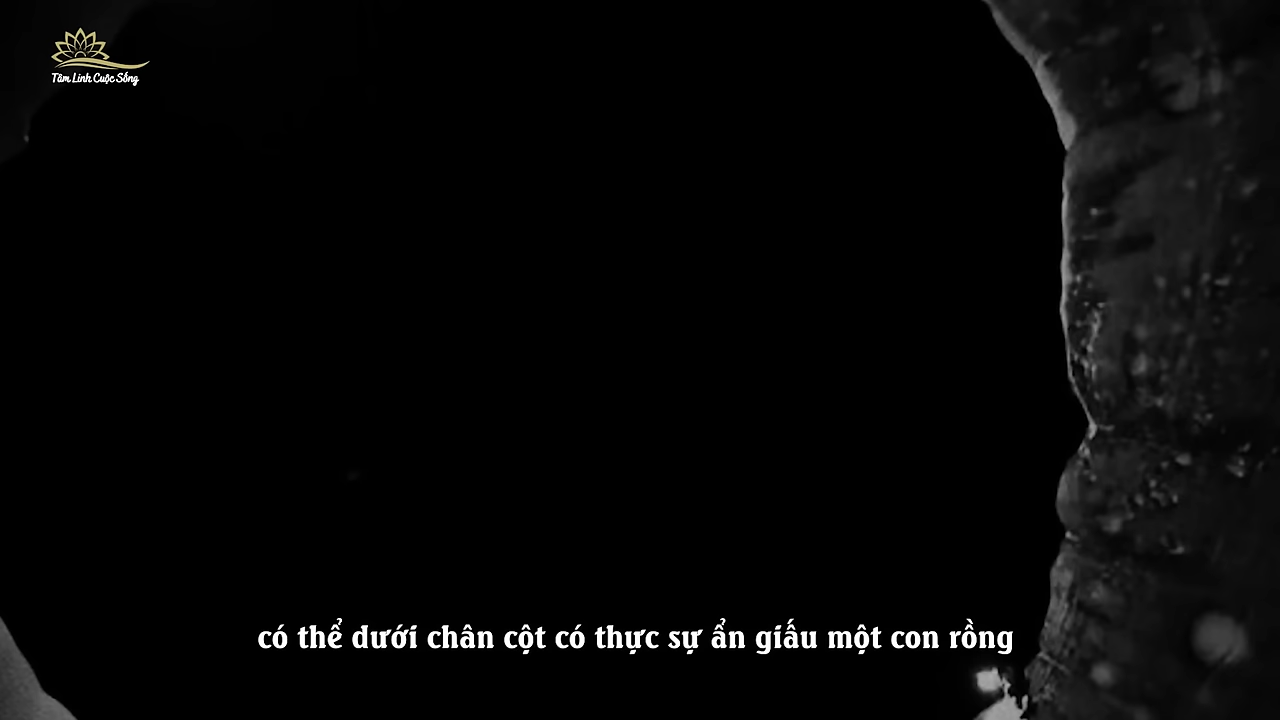 Tâm Linh Cuộc Sống
có thể dưới chân cột có thực sự ẩn giấu một con rồng